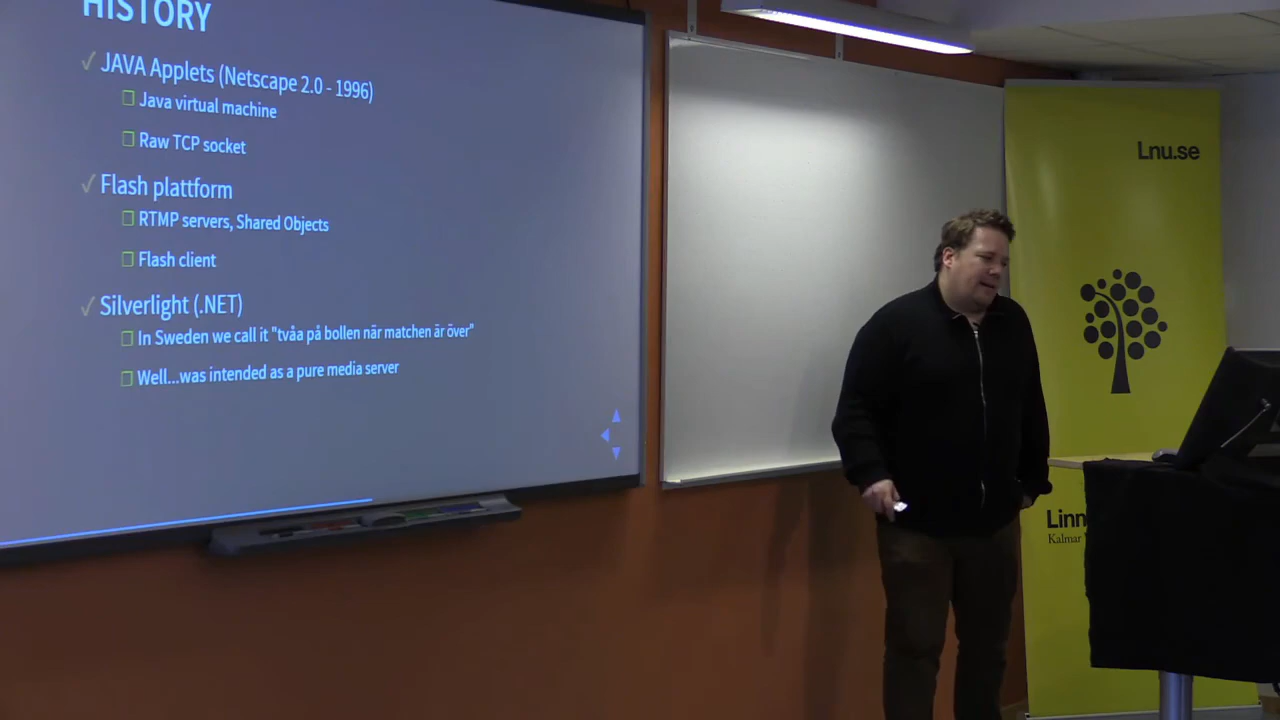 HISTORY
JAVA Applets (Netscape 2.0 - 1996)
Java virtual machine
Raw TCP socket
Flash plattform
RTMP servers, Shared Objects
Flash client
Silverlight (.NET)
In Sweden we call it "tvåa på bollen när matchen är över"
Well...was intended as a pure media server
Lnu.se
Linn
Kalmar